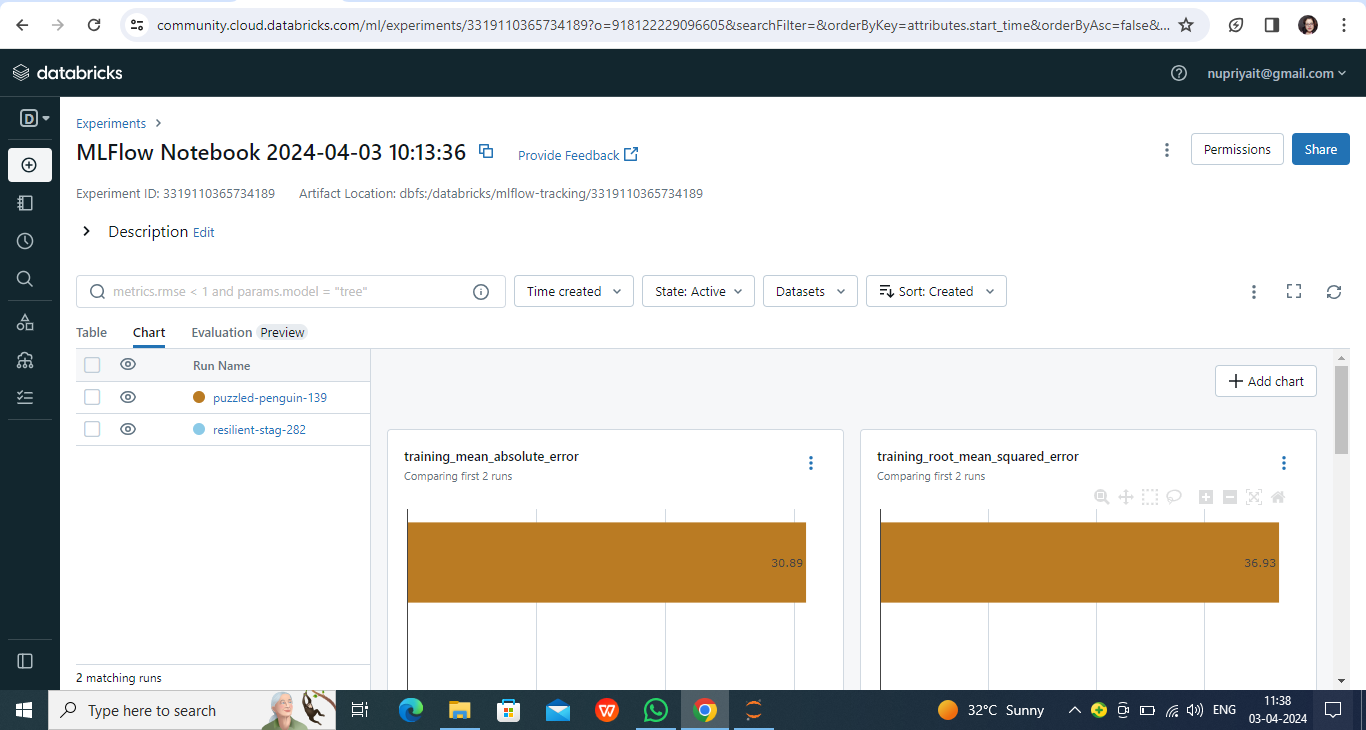 community.cloud.databricks.com/ml/experiments/3319110365734189?o=918122229096605&searchFilter=&orderByKey=attributes.start_time&orderByAsc=false&...
databricks
nupriyait@gmail.com
D
Experiments
MLFlow Notebook 2024-04-03 10:13:36
Provide Feedback
Permissions
Share
Experiment ID: 3319110365734189
Artifact Location: dbfs:/databricks/mlflow-tracking/3319110365734189
Description Edit
metrics.rmse < 1 and params.model = "tree"
Time created
State: Active
Datasets
Sort: Created
Table
Chart
Evaluation Preview
Run Name
puzzled-penguin-139
resilient-stag-282
2 matching runs
+ Add chart
training_mean_absolute_error
Comparing first 2 runs
30.89
training_root_mean_squared_error
Comparing first 2 runs
36.93
Type here to search
W
32°C Sunny
ENG
11:38
03-04-2024